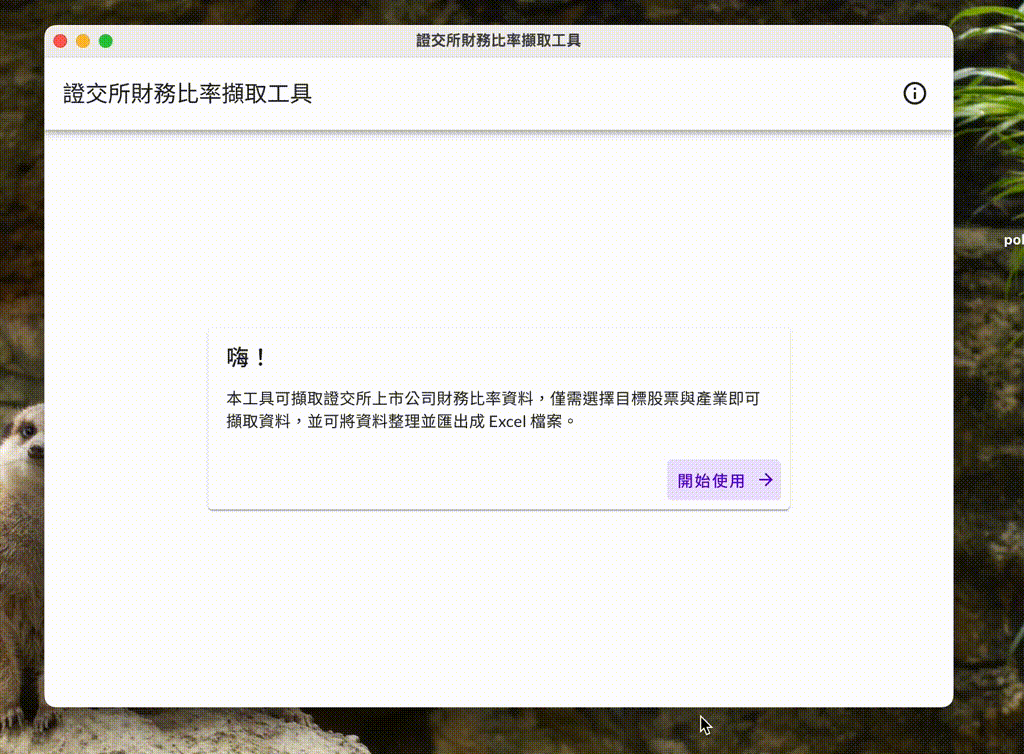 證交所財務比率擷取工具
證交所財務比率擷取工具
嗨！
本工具可擷取證交所上市公司財務比率資料，僅需選擇目標股票與產業即可
擷取資料，並可將資料整理並匯出成 Excel 檔案。
開始使用